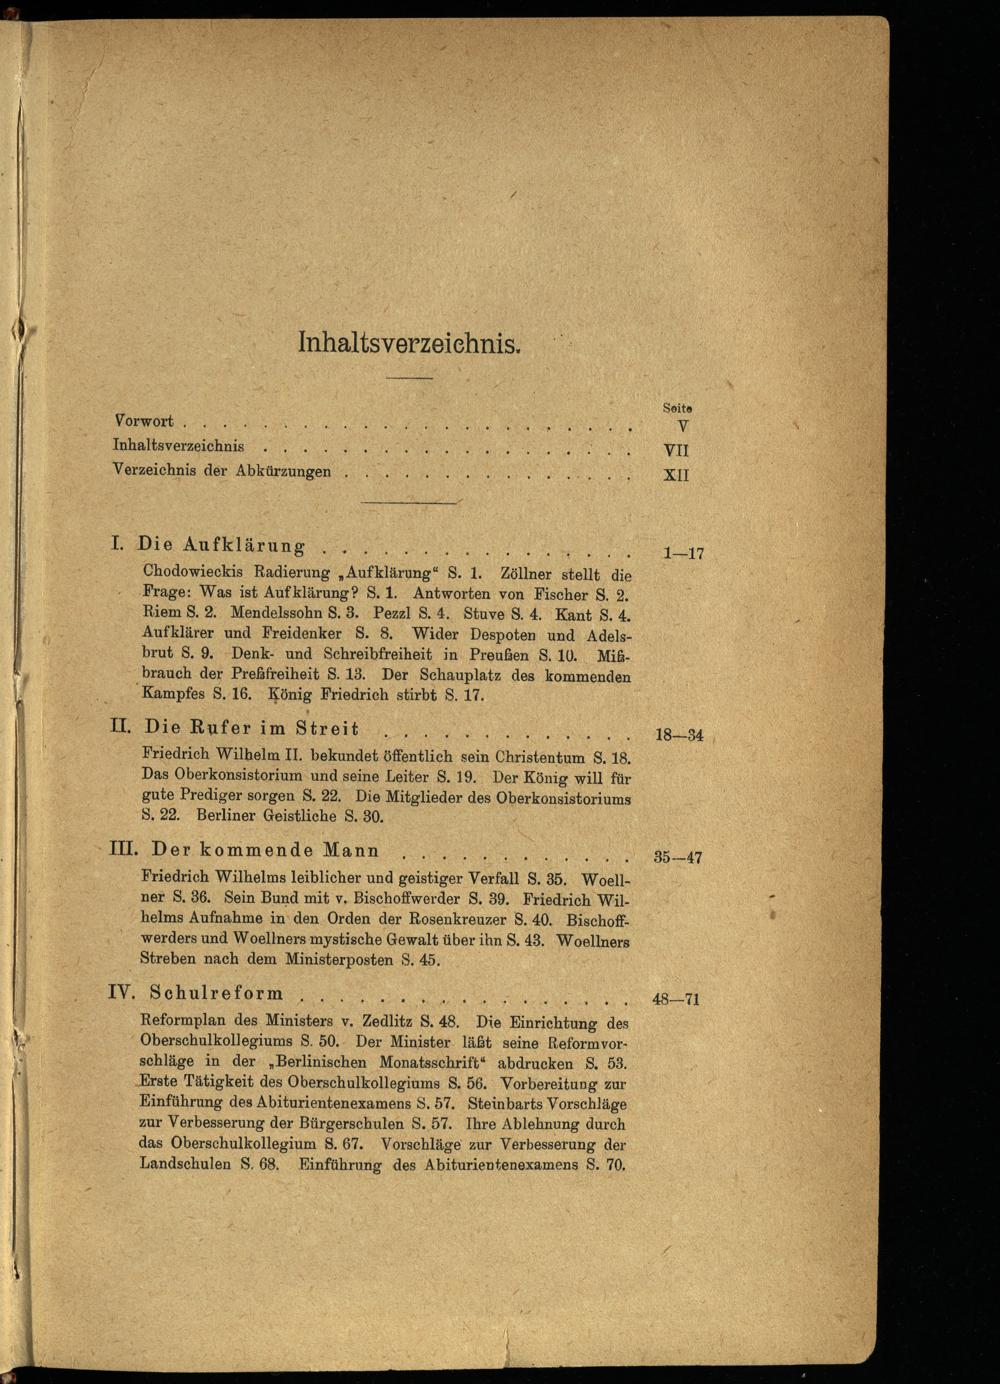 Inhaltsverzeichnis.
Seite
Vorwort . . . . . . . . . . . . . . . . . . . . . . . . . . . V
Inhaltsverzeichnis . . . . . . . . . . . . . . . . . . . . . . VII
Verzeichnis der Abkürzungen . . . . . . . . . . . . . . . . . XII
I. Die Aufklärung . . . . . . . . . . . . . . . . 1—17
Chodowieckis Radierung „Aufklärung“ S. 1. Zöllner stellt die
Frage: Was ist Aufklärung? S. 1. Antworten von Fischer S. 2.
Riem S. 2. Mendelssohn S. 3. Pezzl S. 4. Stuve S. 4. Kant S. 4.
Aufklärer und Freidenker S. 8. Wider Despoten und Adels-
brut S. 9. Denk- und Schreibfreiheit in Preußen S. 10. Miß-
brauch der Preßfreiheit S. 13. Der Schauplatz des kommenden
Kampfes S. 16. König Friedrich stirbt S. 17.
II. Die Rufer im Streit . . . . . . . . . . . . . 18—34
Friedrich Wilhelm II. bekundet öffentlich sein Christentum S. 18.
Das Oberkonsistorium und seine Leiter S. 19. Der König will für
gute Prediger sorgen S. 22. Die Mitglieder des Oberkonsistoriums
S. 22. Berliner Geistliche S. 30.
III. Der kommende Mann . . . . . . . . . . . . 35—47
Friedrich Wilhelms leiblicher und geistiger Verfall S. 35. Woell-
ner S. 36. Sein Bund mit v. Bischoffwerder S. 39. Friedrich Wil-
helms Aufnahme in den Orden der Rosenkreuzer S. 40. Bischoff-
werders und Woellners mystische Gewalt über ihn S. 43. Woellners
Streben nach dem Ministerposten S. 45.
IV. Schulreform . . . . . . . . . . . . . . . . . 48—71
Reformplan des Ministers v. Zedlitz S. 48. Die Einrichtung des
Oberschulkollegiums S. 50. Der Minister läßt seine Reformvor-
schläge in der „Berlinischen Monatsschrift“ abdrucken S. 53.
Erste Tätigkeit des Oberschulkollegiums S. 56. Vorbereitung zur
Einführung des Abiturientenexamens S. 57. Steinbarts Vorschläge
zur Verbesserung der Bürgerschulen S. 57. Ihre Ablehnung durch
das Oberschulkollegium S. 67. Vorschläge zur Verbesserung der
Landschulen S. 68. Einführung des Abiturientenexamens S. 70.